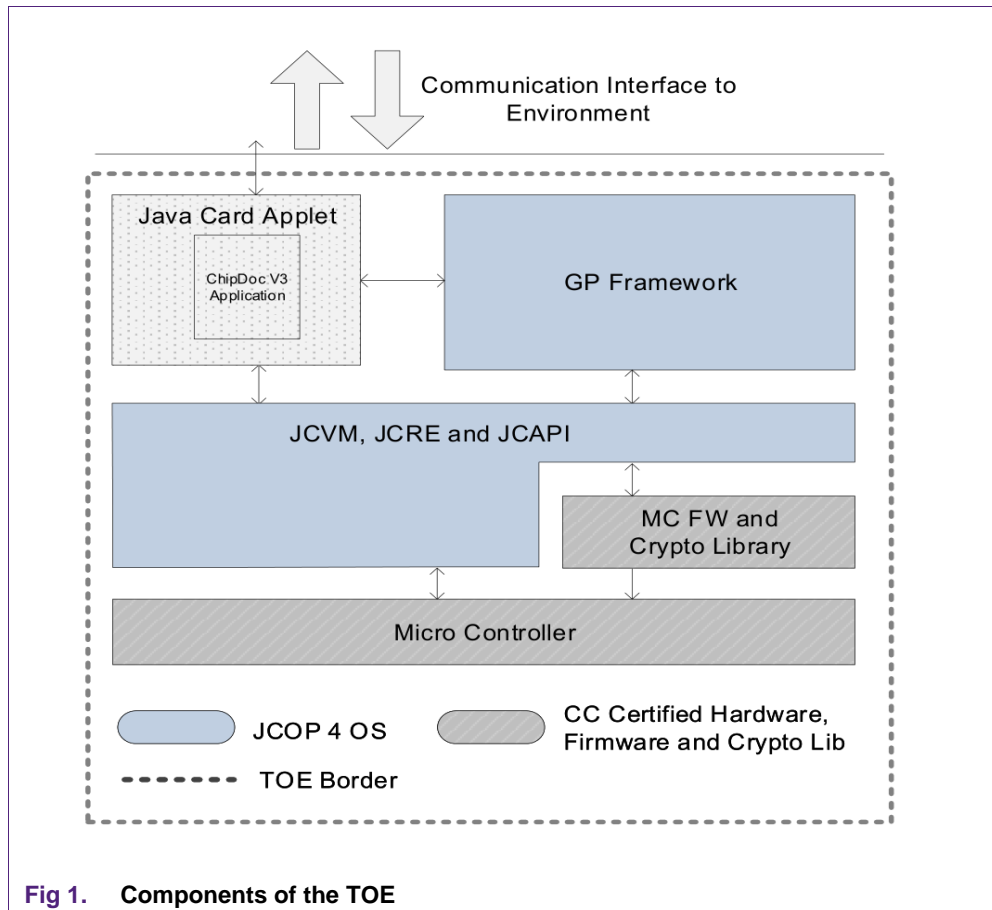 Communication Interface to
Environment
Java Card Applet
ChipDoc V3
Application
GP Framework
JCVM, JCRE and JCAPI
MC FW and
Crypto Library
Micro Controller
JCOP 4 OS
CC Certified Hardware,
Firmware and Crypto Lib
TOE Border
Fig 1. Components of the TOE